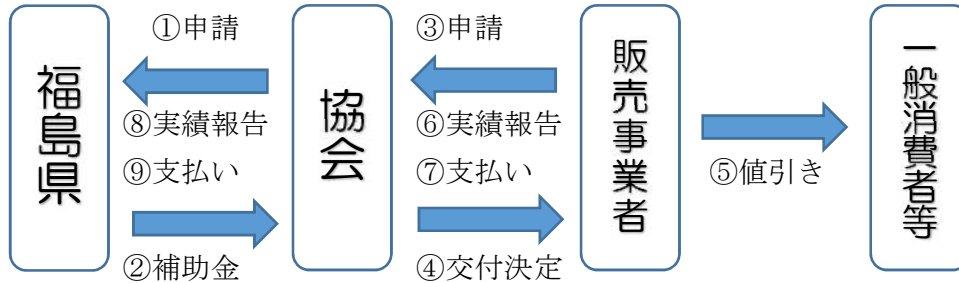 福島県
①申請
⑧実績報告
⑨支払い
②補助金
協会
③申請
⑥実績報告
⑦支払い
④交付決定
販売事業者
⑤値引き
一般消費者等